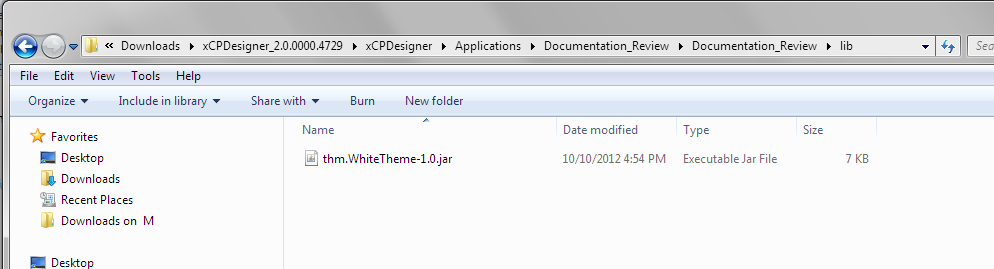 « Downloads ▸ xCPDesigner_2.0.0000.4729 ▸ xCPDesigner ▸ Applications ▸ Documentation_Review ▸ Documentation_Review ▸ lib
Sea
File Edit View Tools Help
Organize Include in library Share with Burn New folder
Favorites
Desktop
Downloads
Recent Places
Downloads on M
Desktop
Name Date modified Type Size
thm.WhiteTheme-1.0.jar 10/10/2012 4:54 PM Executable Jar File 7 KB